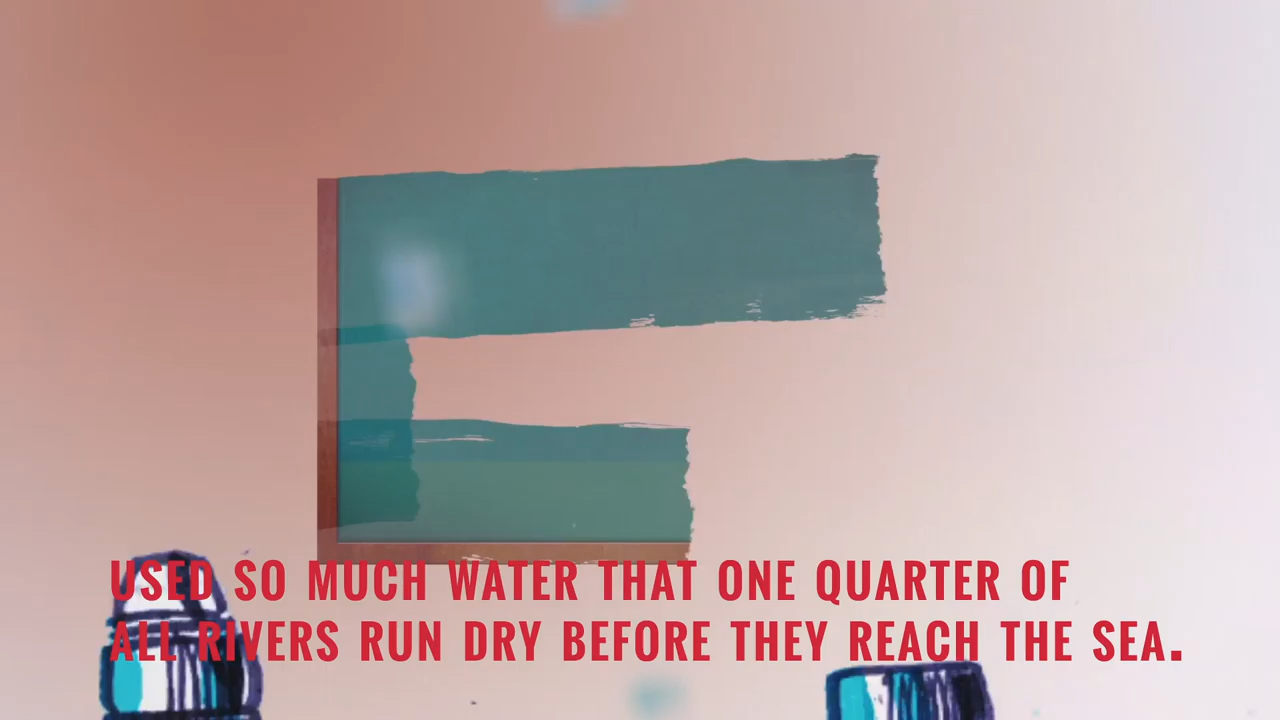 USED SO MUCH WATER THAT ONE QUARTER OF
ALL RIVERS RUN DRY BEFORE THEY REACH THE SEA.